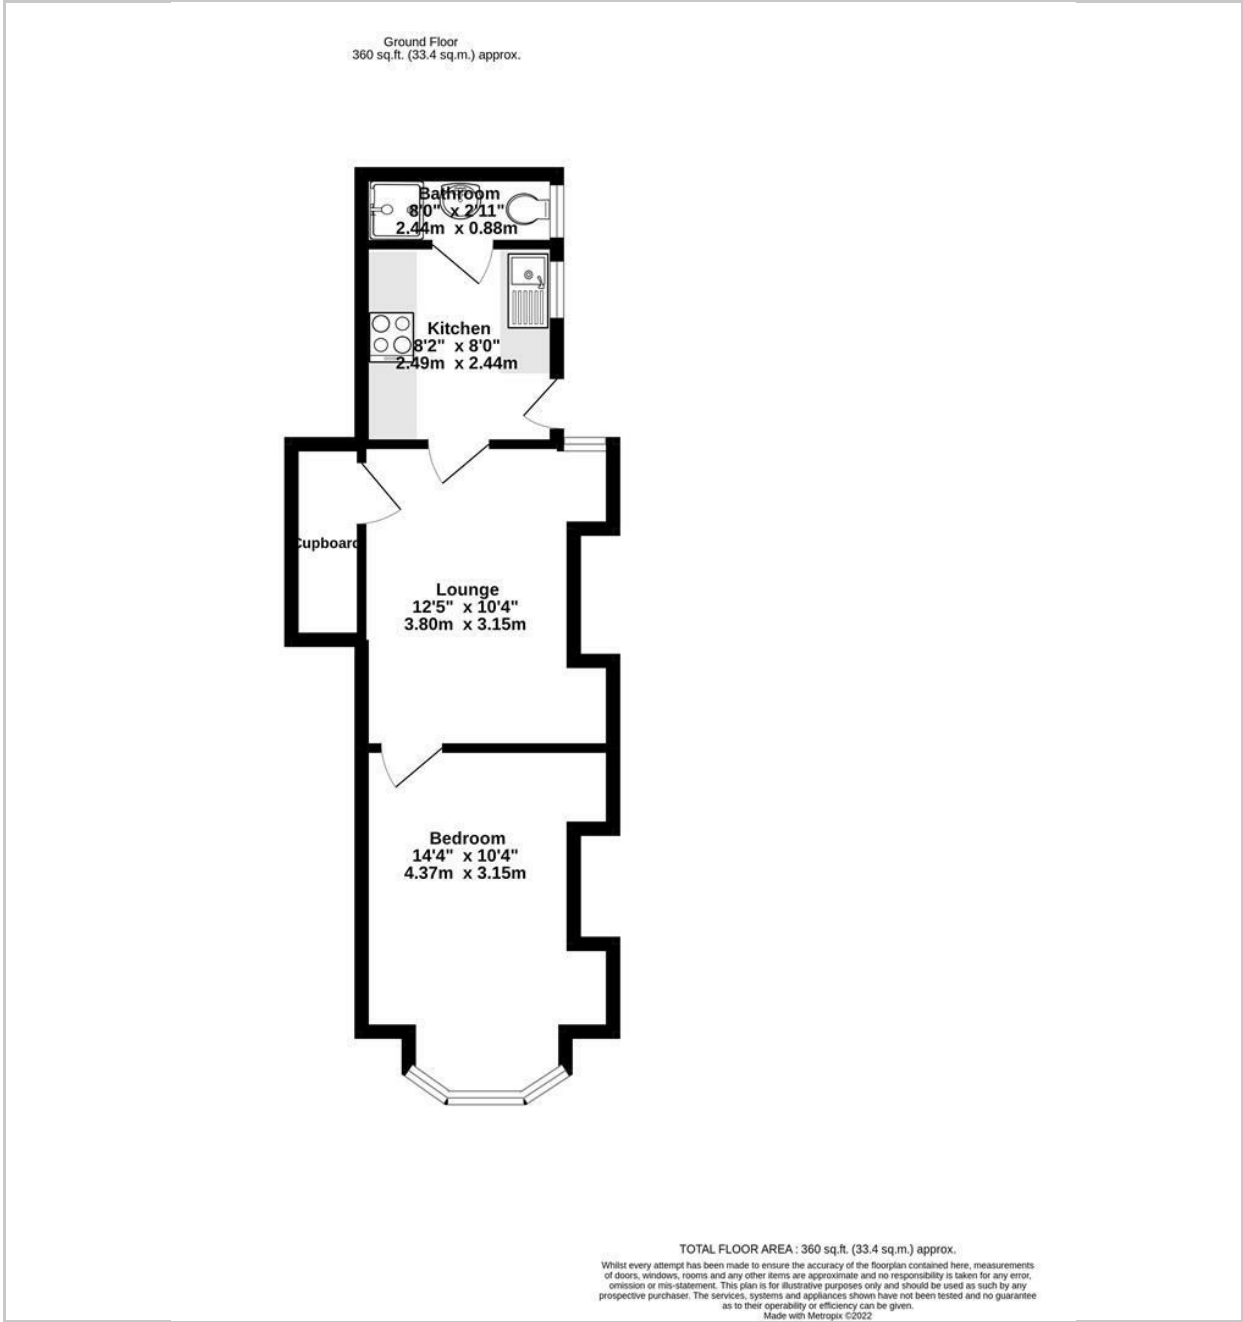 Ground Floor
360 sq.ft. (33.4 sq.m.) approx.
Bathroom
8'0" x 2'11"
2.44m x 0.88m
Kitchen
8'2" x 8'0"
2.49m x 2.44m
Cupboard
Lounge
12'5" x 10'4"
3.80m x 3.15m
Bedroom
14'4" x 10'4"
4.37m x 3.15m
TOTAL FLOOR AREA : 360 sq.ft. (33.4 sq.m.) approx.
Whilst every attempt has been made to ensure the accuracy of the floorplan contained here, measurements
of doors, windows, rooms and any other items are approximate and no responsibility is taken for any error,
omission or mis-statement. This plan is for illustrative purposes only and should be used as such by any
prospective purchaser. The services, systems and appliances shown have not been tested and no guarantee
as to their operability or efficiency can be given.
Made with Metropix ©2022